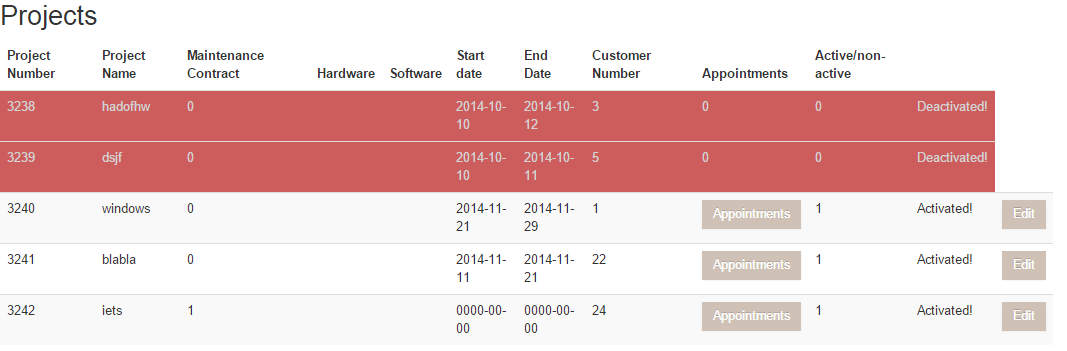 Projects
Project Number Project Name Maintenance Contract Hardware Software Start date End Date Customer Number Appointments Active/non-active
3238 hadofhw 0 2014-10-10 2014-10-12 3 0 0 Deactivated!
3239 dsjf 0 2014-10-10 2014-10-11 5 0 0 Deactivated!
3240 windows 0 2014-11-21 2014-11-29 1 Appointments 1 Activated! Edit
3241 blabla 0 2014-11-11 2014-11-21 22 Appointments 1 Activated! Edit
3242 iets 1 0000-00-00 0000-00-00 24 Appointments 1 Activated! Edit